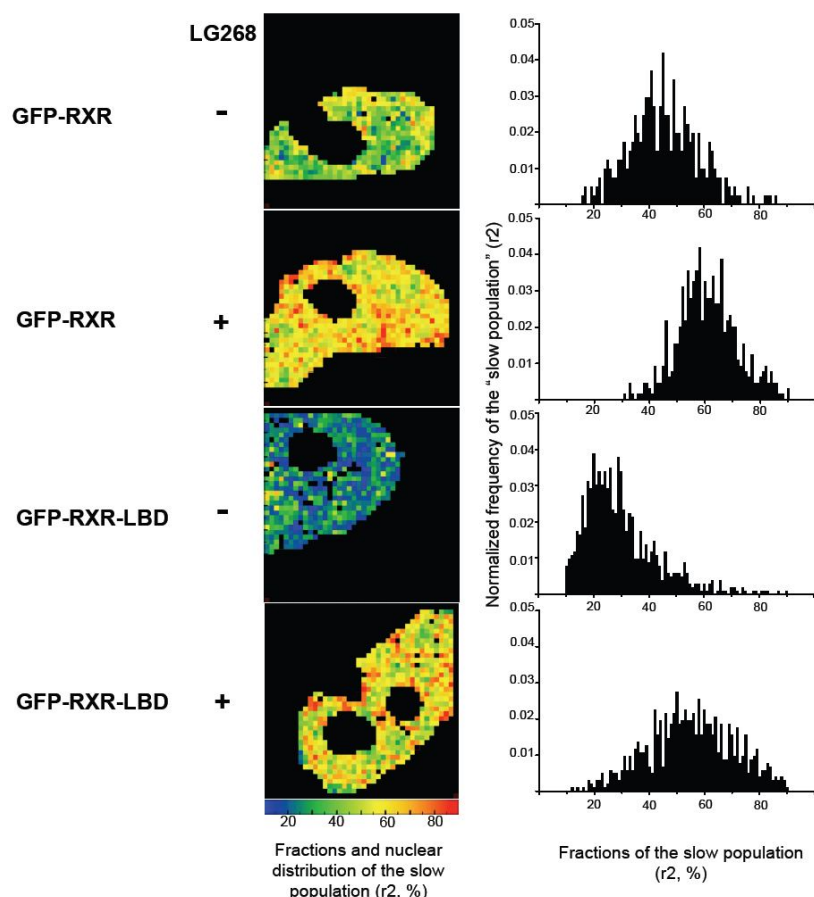 LG268
GFP-RXR
-
0.05
0.04
0.03
0.02
0.01
20 40 60 80
GFP-RXR
+
0.05
0.04
0.03
0.02
0.01
20 40 60 80
GFP-RXR-LBD
-
0.05
0.04
0.03
0.02
0.01
20 40 60 80
GFP-RXR-LBD
+
0.05
0.04
0.03
0.02
0.01
20 40 60 80
Normalized frequency of the “ slow population” (r2)
20 40 60 80
Fractions and nuclear
distribution of the slow
population (r2, %)
Fractions of the slow population
(r2, %)